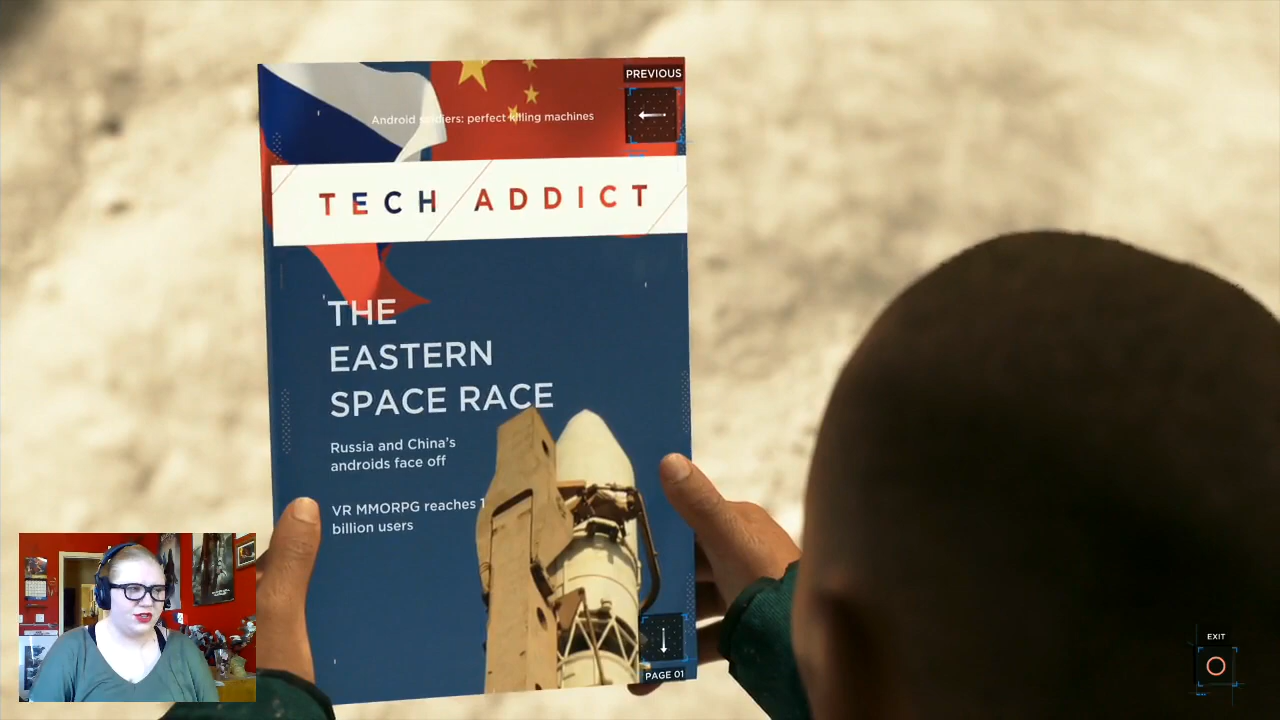 PREVIOUS
Android soldiers: perfect killing machines
TECH ADDICT
THE
EASTERN
SPACE RACE
Russia and China's
androids face off
VR MMORPG reaches 1
billion users
PAGE 01
EXIT